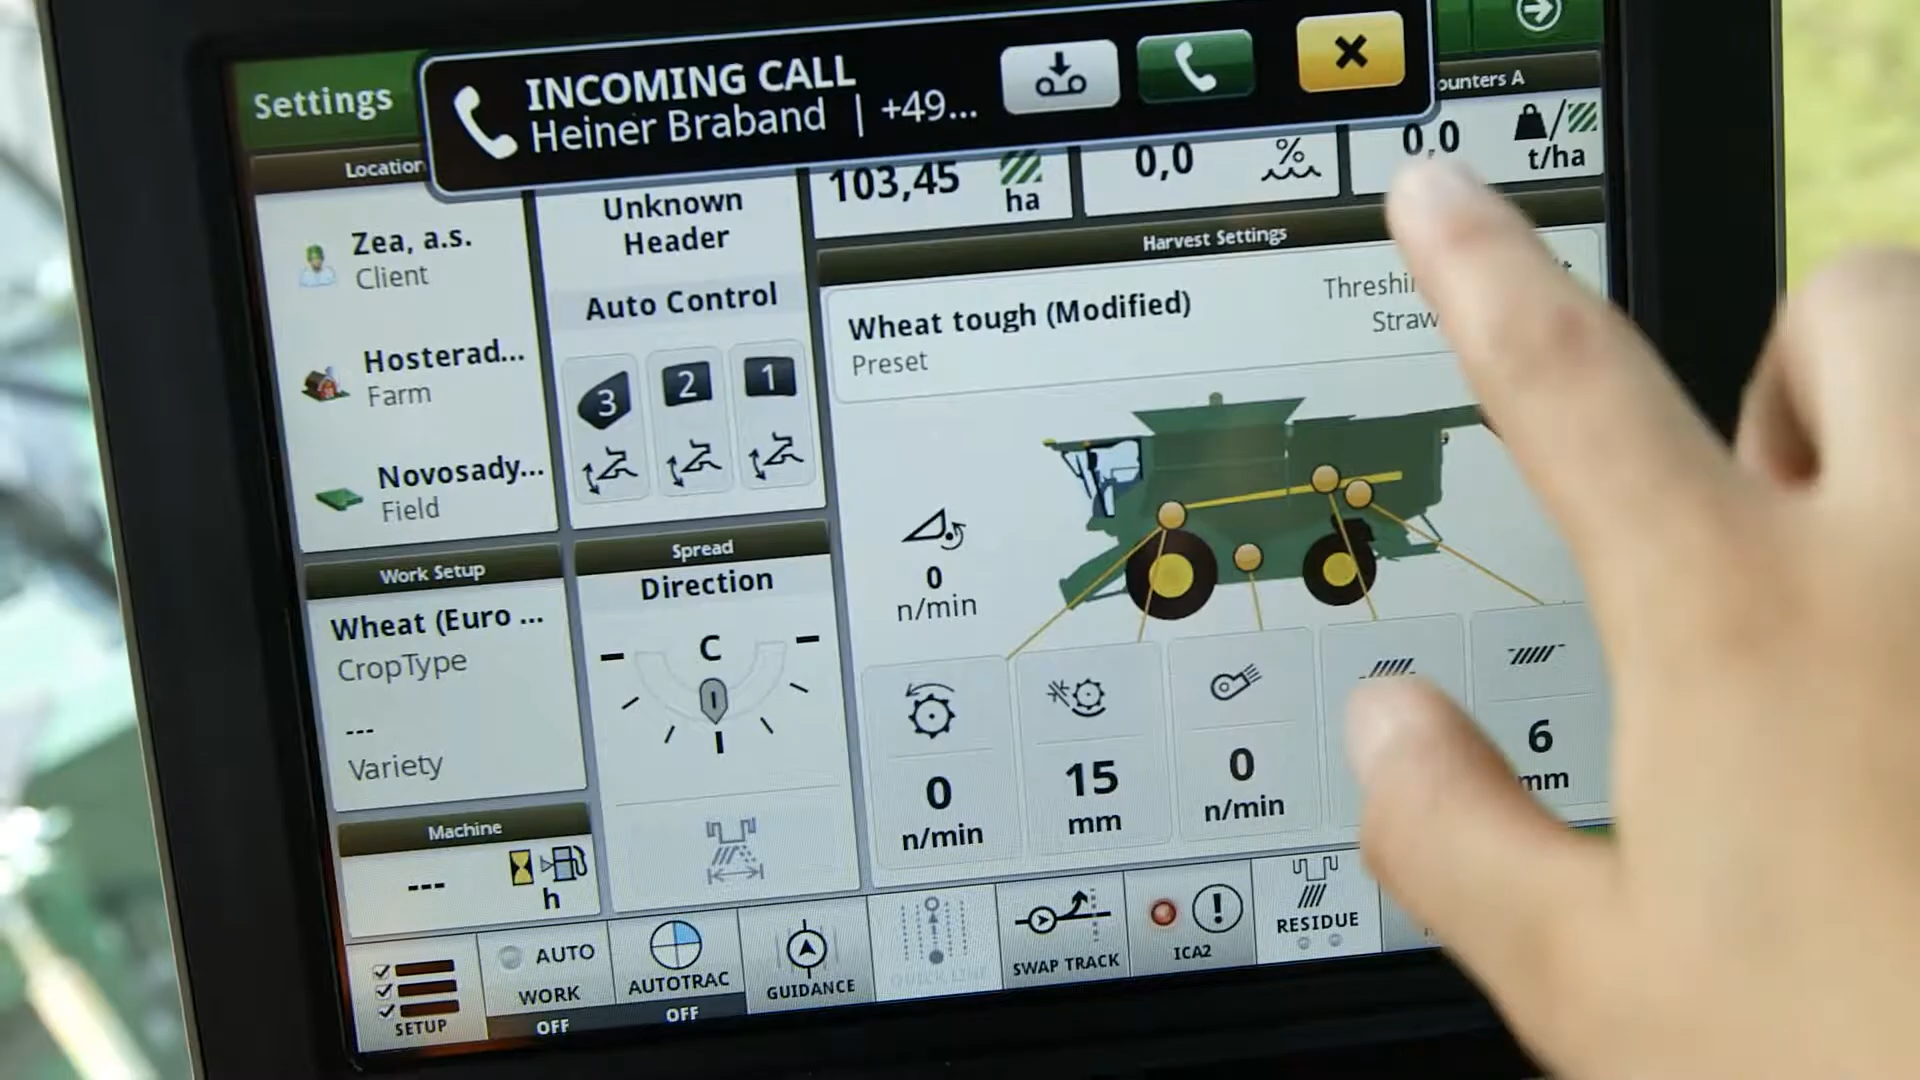 Settings
INCOMING CALL
Heiner Braband | +49...
ounters A
Location
Zea, a.s.
Client
Hosterad...
Farm
Novosady...
Field
Unknown
Header
Auto Control
3
2
1
103,45
ha
0,0
%
0,0
t/ha
Harvest Settings
Wheat tough (Modified)
Preset
Threshi
Straw
0
n/min
Work Setup
Wheat (Euro ...
CropType
---
Variety
Spread
Direction
C
I
Machine
---
h
0
n/min
15
mm
0
n/min
6
mm
SETUP
AUTO
WORK
OFF
AUTOTRAC
OFF
GUIDANCE
QUICK LINE
SWAP TRACK
ICA2
RESIDUE